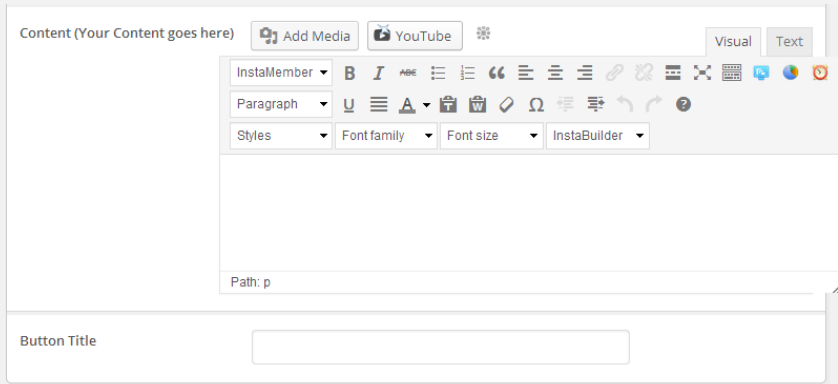 Content (Your Content goes here) Add Media YouTube
Visual Text
InstaMember B I ABC
Paragraph U A T W Ω ?
Styles Font family Font size InstaBuilder
Path: p
Button Title